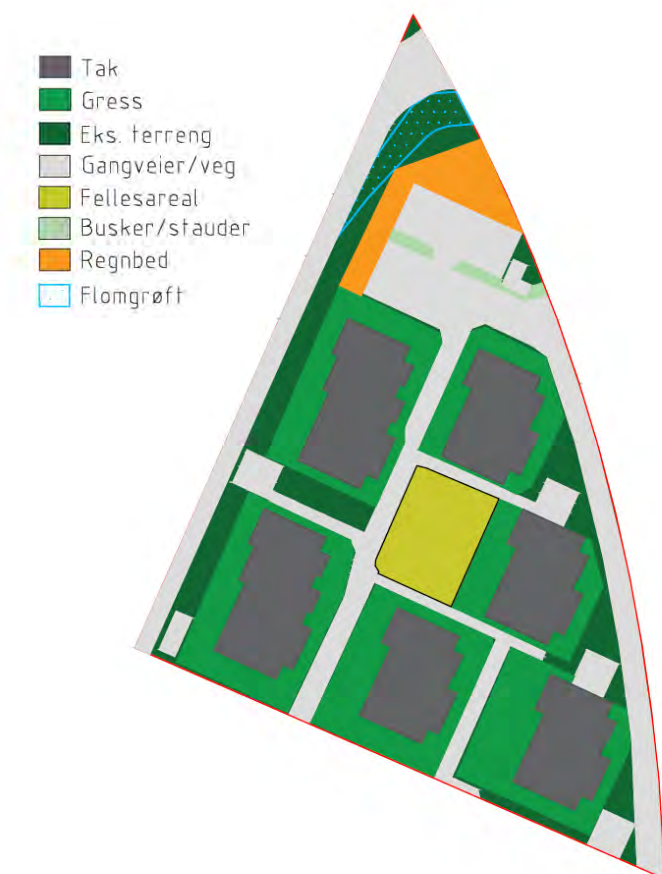 Tak
Gress
Eks. terreng
Gangveier/veg
Fellesareal
Busker/stauder
Regnbed
Flomgrøft